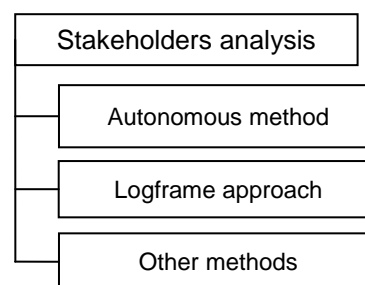 Stakeholders analysis
Autonomous method
Logframe approach
Other methods